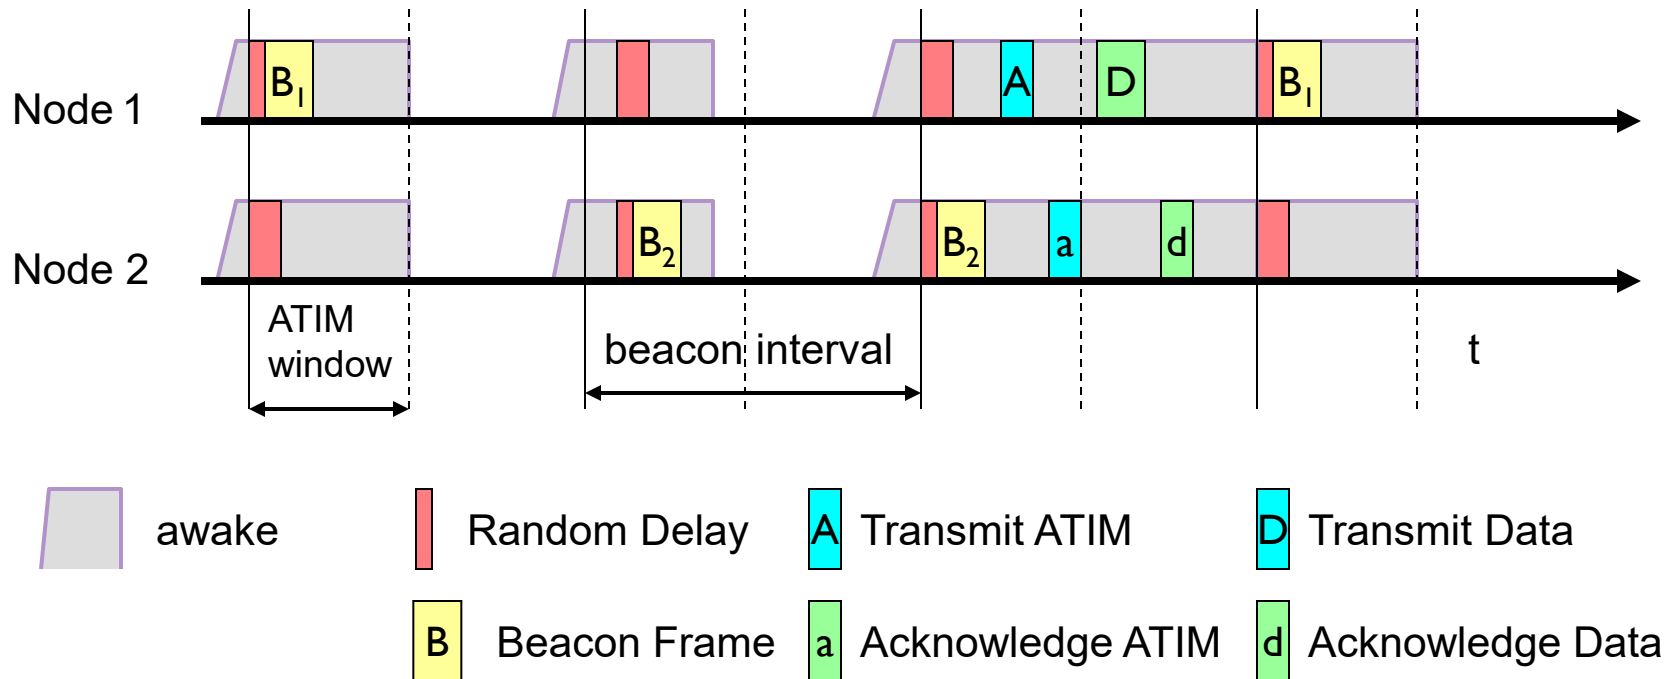 Node 1
B1
A
D
B1
Node 2
B2
B2
a
d
ATIM
window
beacon interval
t
awake
Random Delay
A
Transmit ATIM
D
Transmit Data
B
Beacon Frame
a
Acknowledge ATIM
d
Acknowledge Data